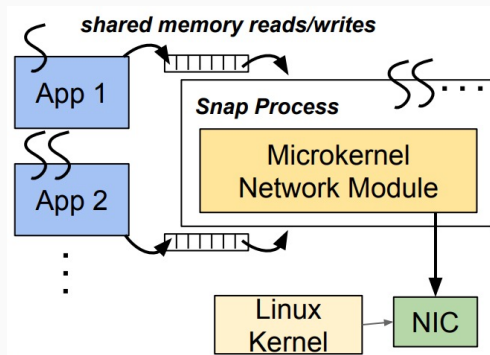 shared memory reads/writes
App 1
Snap Process
Microkernel
Network Module
App 2
Linux
Kernel
NIC